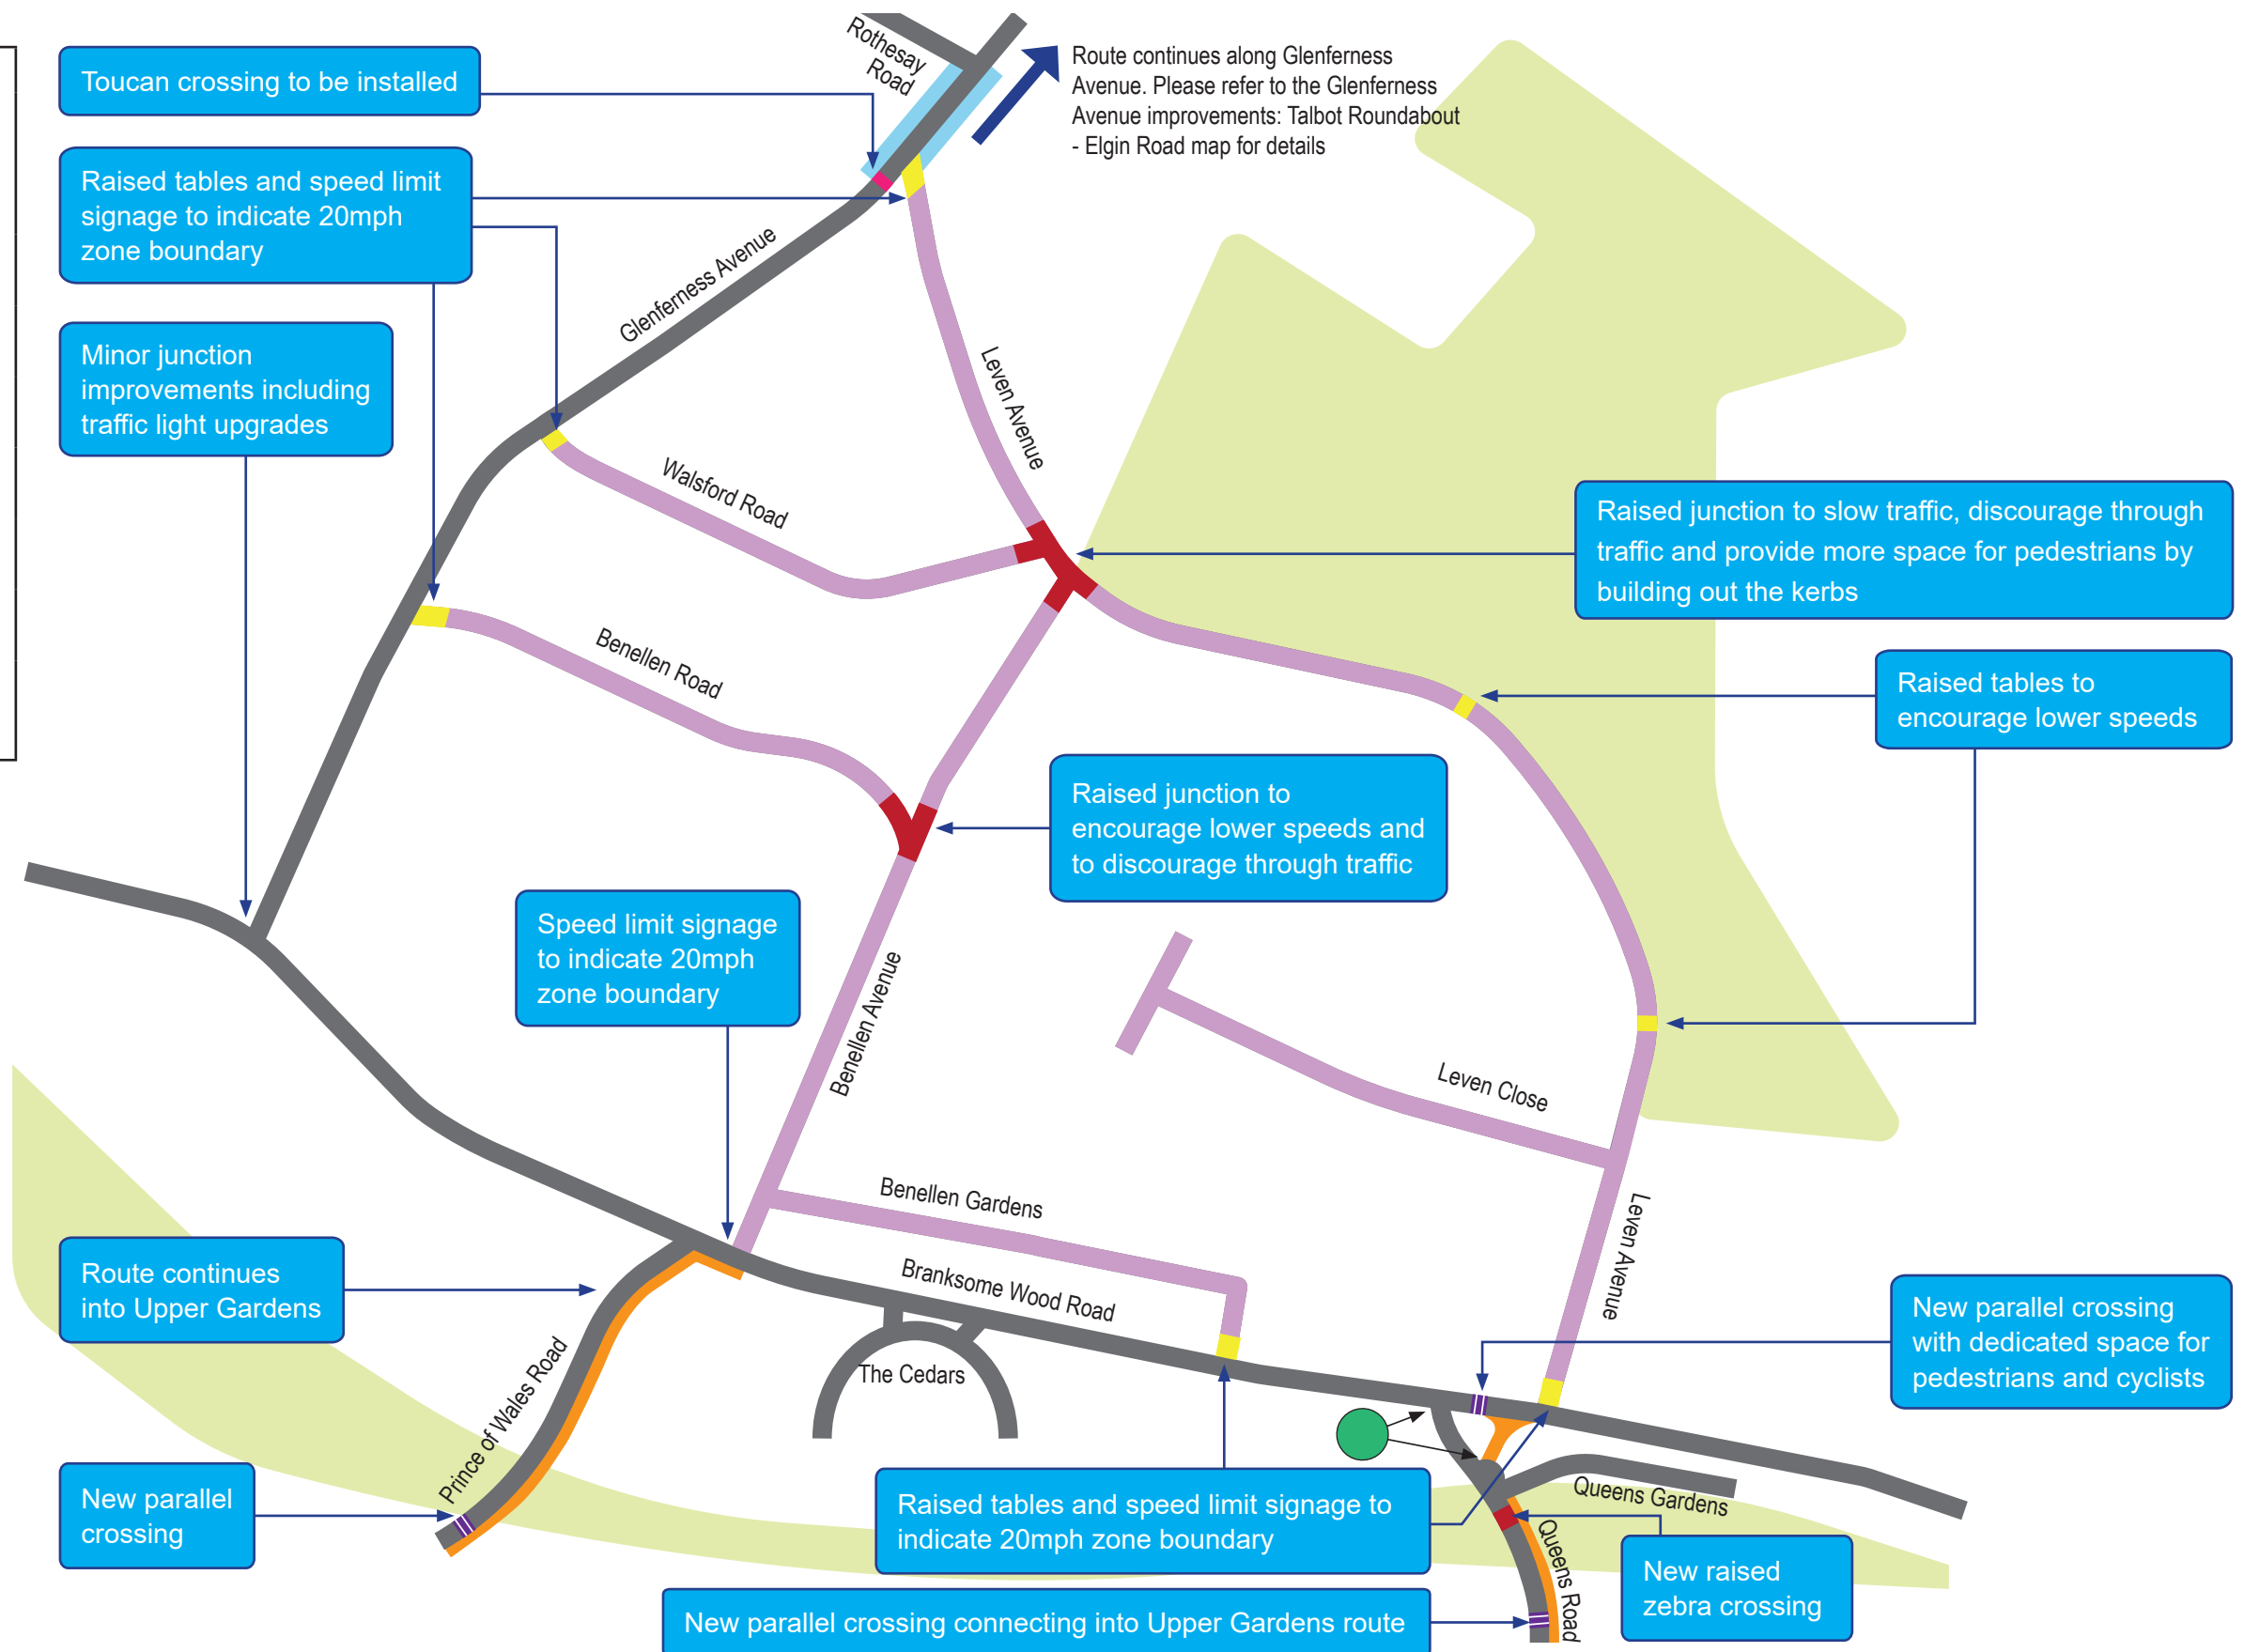 Toucan crossing to be installed
Rothesay
Road
Route continues along Glenferness
Avenue. Please refer to the Glenferness
Avenue improvements: Talbot Roundabout
- Elgin Road map for details
Raised tables and speed limit
signage to indicate 20mph
zone boundary
Glenferness Avenue
Minor junction
improvements including
traffic light upgrades
Leven Avenue
Walsford Road
Raised junction to slow traffic, discourage through
traffic and provide more space for pedestrians by
building out the kerbs
Benellen Road
Raised tables to
encourage lower speeds
Raised junction to
encourage lower speeds and
to discourage through traffic
Speed limit signage
to indicate 20mph
zone boundary
Benellen Avenue
Leven Close
Benellen Gardens
Leven Avenue
Route continues
into Upper Gardens
Branksome Wood Road
New parallel crossing
with dedicated space for
pedestrians and cyclists
The Cedars
Prince of Wales Road
New parallel
crossing
Raised tables and speed limit signage to
indicate 20mph zone boundary
Queens Gardens
Queens Road
New raised
zebra crossing
New parallel crossing connecting into Upper Gardens route